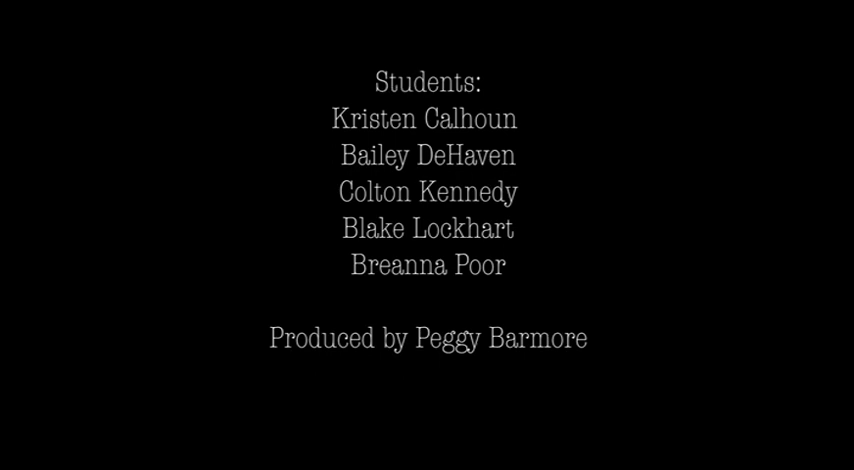 Students:
Kristen Calhoun
Bailey DeHaven
Colton Kennedy
Blake Lockhart
Breanna Poor
Produced by Peggy Barmore